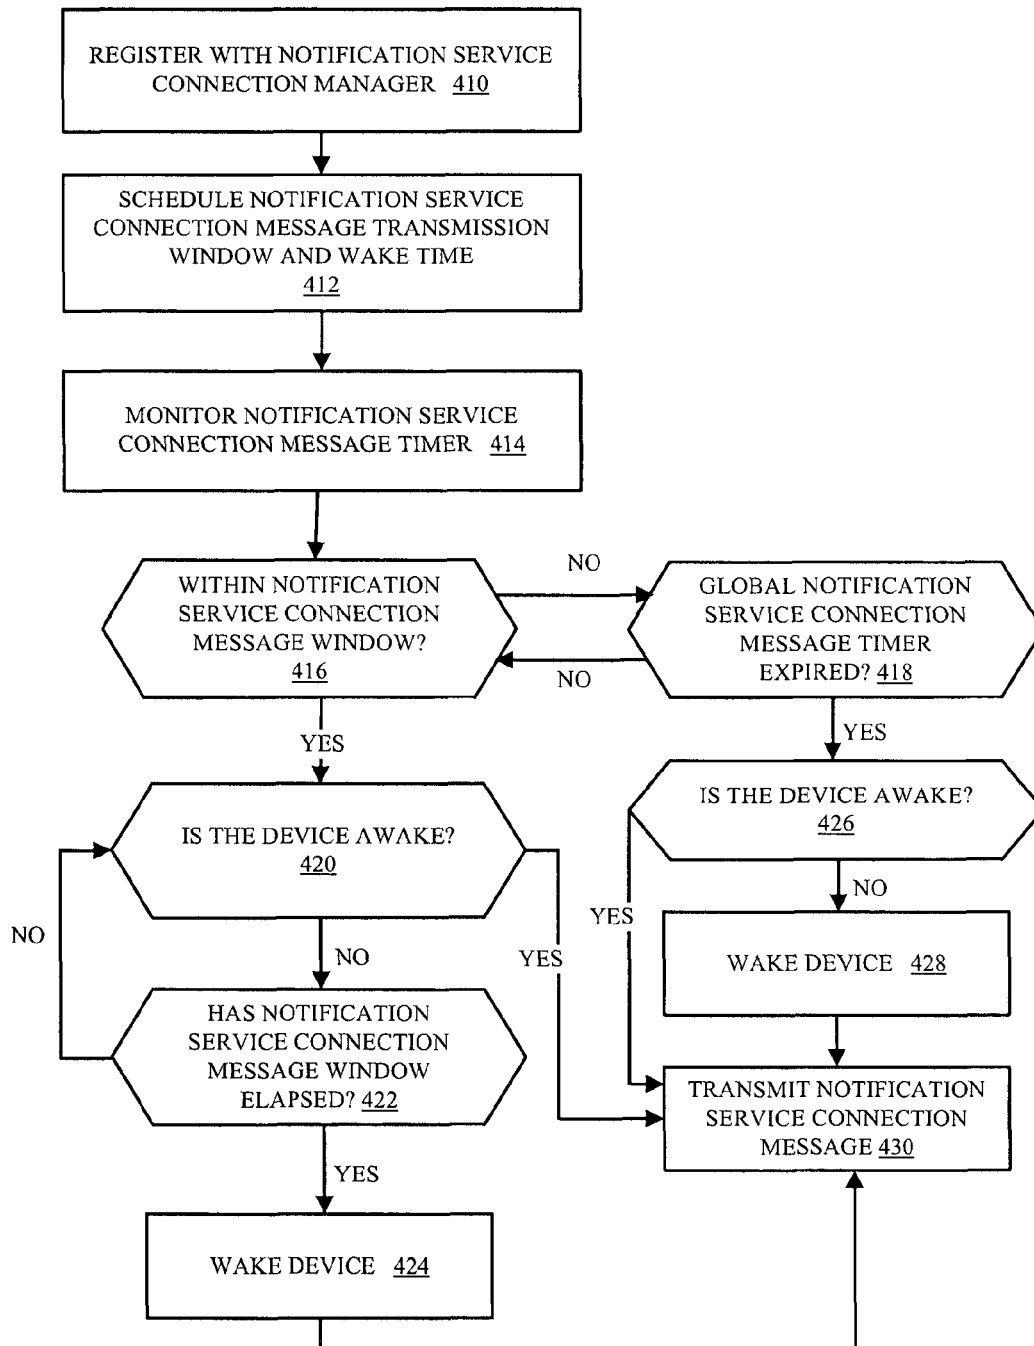 REGISTER WITH NOTIFICATION SERVICE
CONNECTION MANAGER 410
SCHEDULE NOTIFICATION SERVICE
CONNECTION MESSAGE TRANSMISSION
WINDOW AND WAKE TIME
412
MONITOR NOTIFICATION SERVICE
CONNECTION MESSAGE TIMER 414
WITHIN NOTIFICATION
SERVICE CONNECTION
MESSAGE WINDOW?
416
NO
NO
GLOBAL NOTIFICATION
SERVICE CONNECTION
MESSAGE TIMER
EXPIRED? 418
YES
YES
IS THE DEVICE AWAKE?
420
IS THE DEVICE AWAKE?
426
NO
NO
YES
YES
NO
WAKE DEVICE 428
HAS NOTIFICATION
SERVICE CONNECTION
MESSAGE WINDOW
ELAPSED? 422
TRANSMIT NOTIFICATION
SERVICE CONNECTION
MESSAGE 430
YES
WAKE DEVICE 424